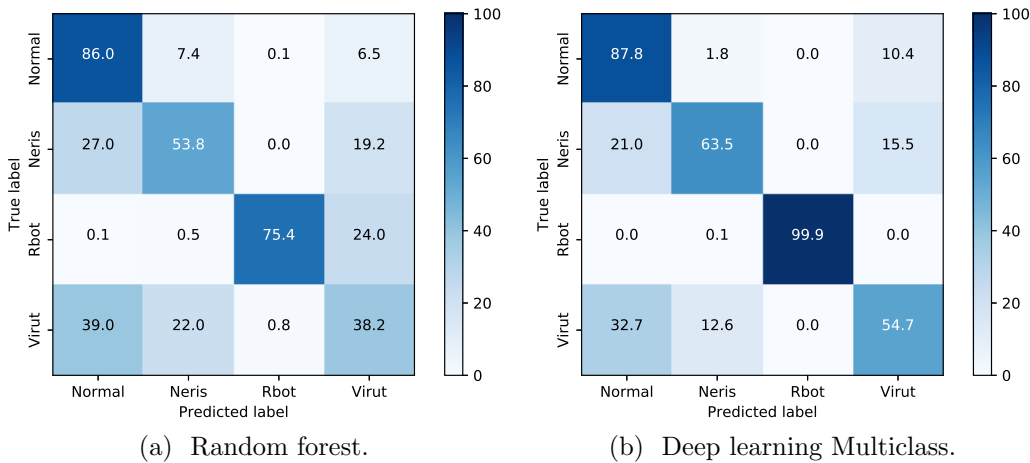 100
86.0 7.4 0.1 6.5
Normal
80
27.0 53.8 0.0 19.2
Neris
60
True label
40
0.1 0.5 75.4 24.0
Rbot
20
39.0 22.0 0.8 38.2
Virut
0
Normal Neris Rbot Virut
Predicted label
(a) Random forest.
100
87.8 1.8 0.0 10.4
Normal
80
21.0 63.5 0.0 15.5
Neris
60
True label
40
0.0 0.1 99.9 0.0
Rbot
20
32.7 12.6 0.0 54.7
Virut
0
Normal Neris Rbot Virut
Predicted label
(b) Deep learning Multiclass.